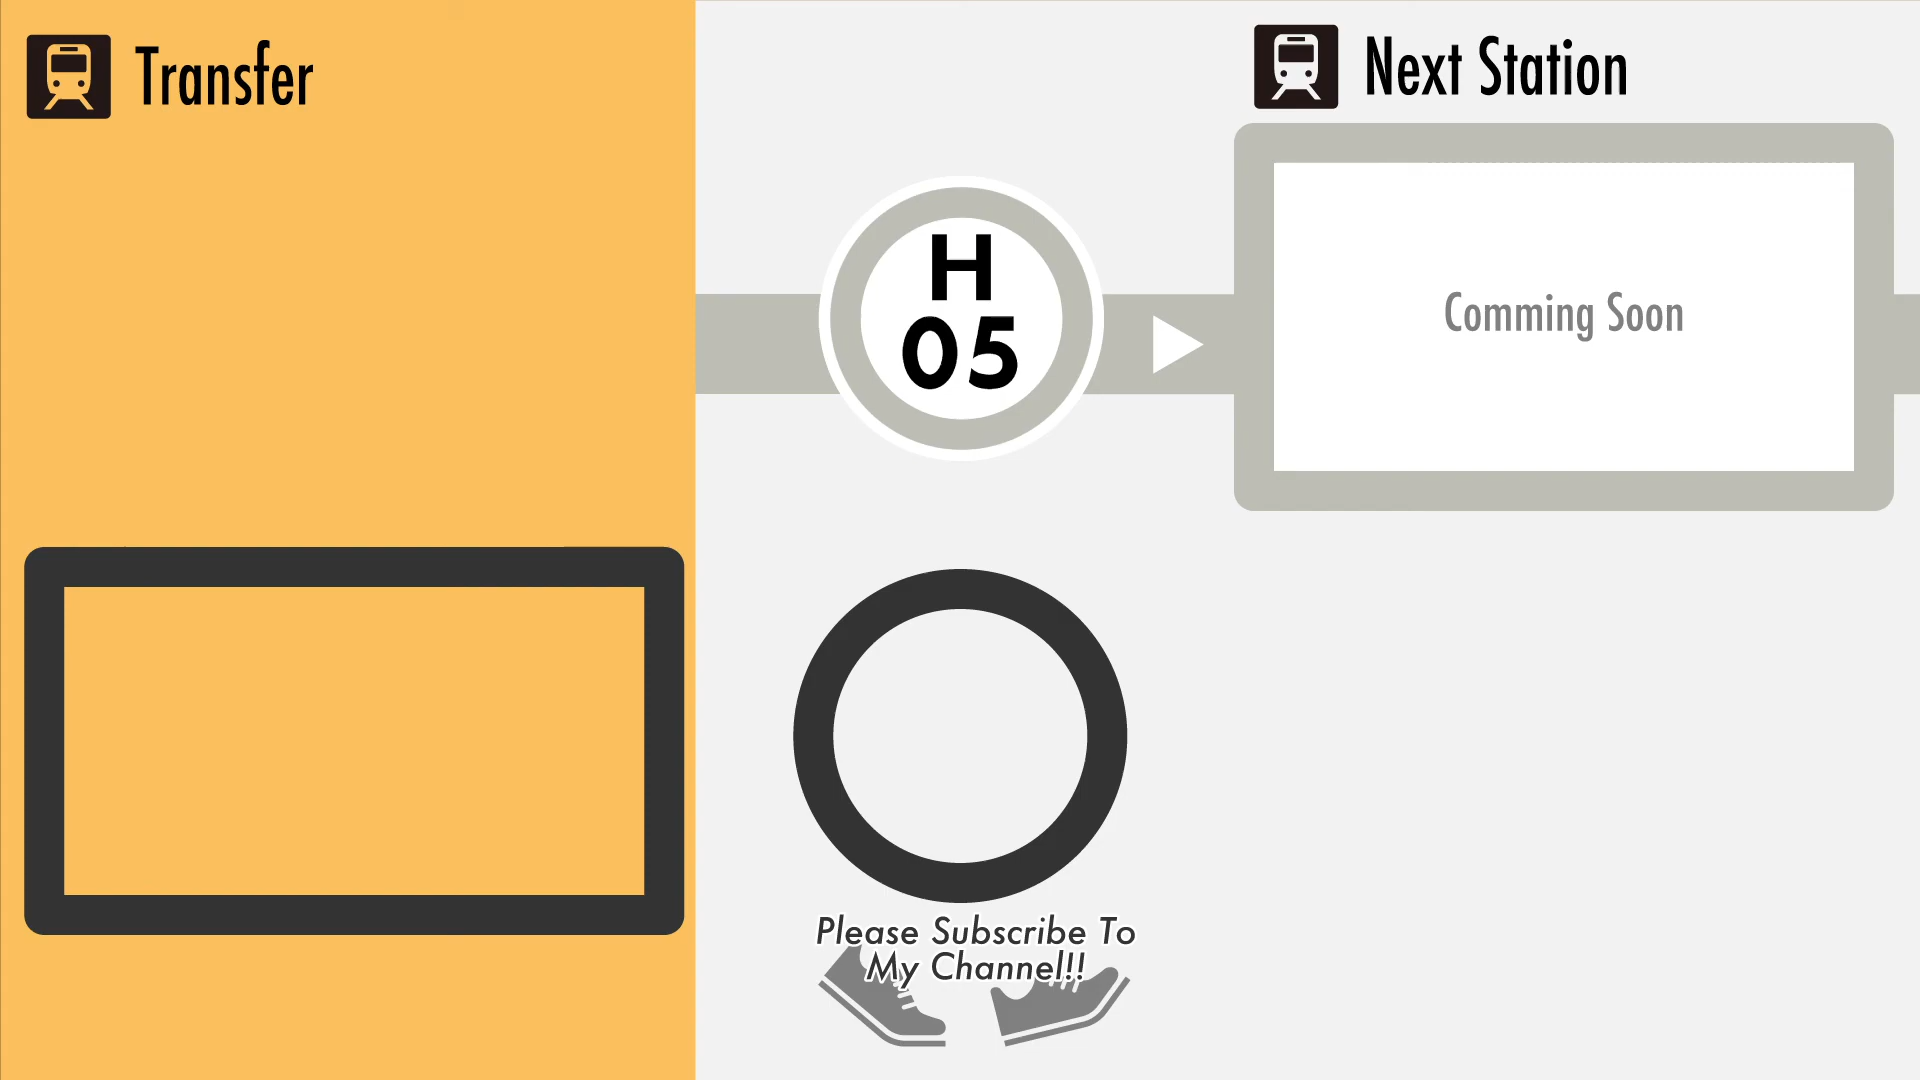 Transfer
Next Station
H
05
Comming Soon
Please Subscribe To
My Channel!!